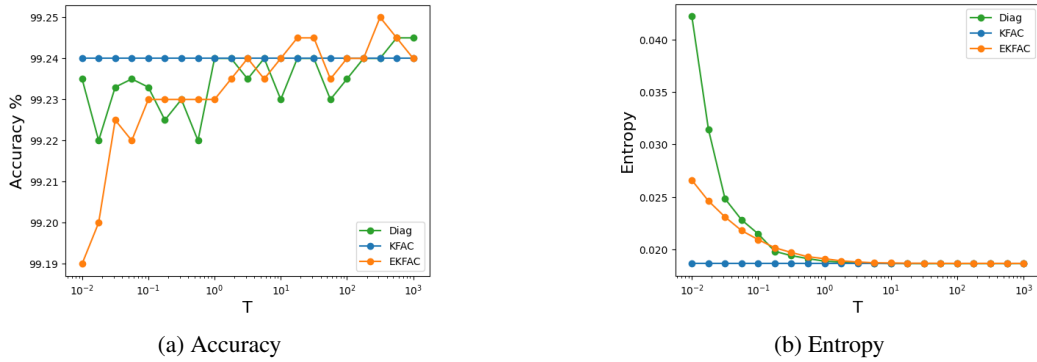 99.25
99.24
99.23
99.22
99.21
99.20
99.19
Accuracy %
Diag
KFAC
EKFAC
10⁻²
10⁻¹
10⁰
10¹
10²
10³
T
(a) Accuracy
0.040
0.035
0.030
0.025
0.020
Entropy
Diag
KFAC
EKFAC
10⁻²
10⁻¹
10⁰
10¹
10²
10³
T
(b) Entropy